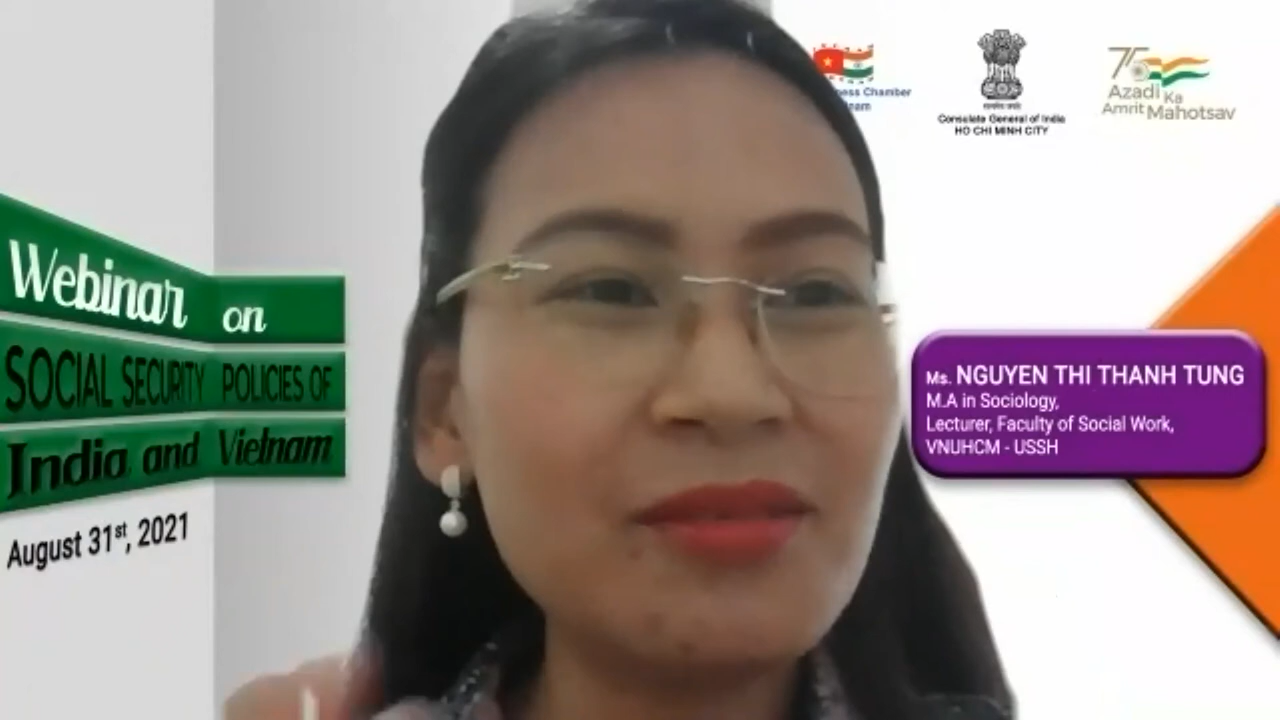 Webinar on
SOCIAL SECURITY POLICIES OF
India and Vietnam
August 31st, 2021
Chamber
Consulate General of India
HO CHI MINH CITY
75
Azadi Ka
Amrit Mahotsav
Ms. NGUYEN THI THANH TUNG
M.A in Sociology,
Lecturer, Faculty of Social Work,
VNUHCM - USSH